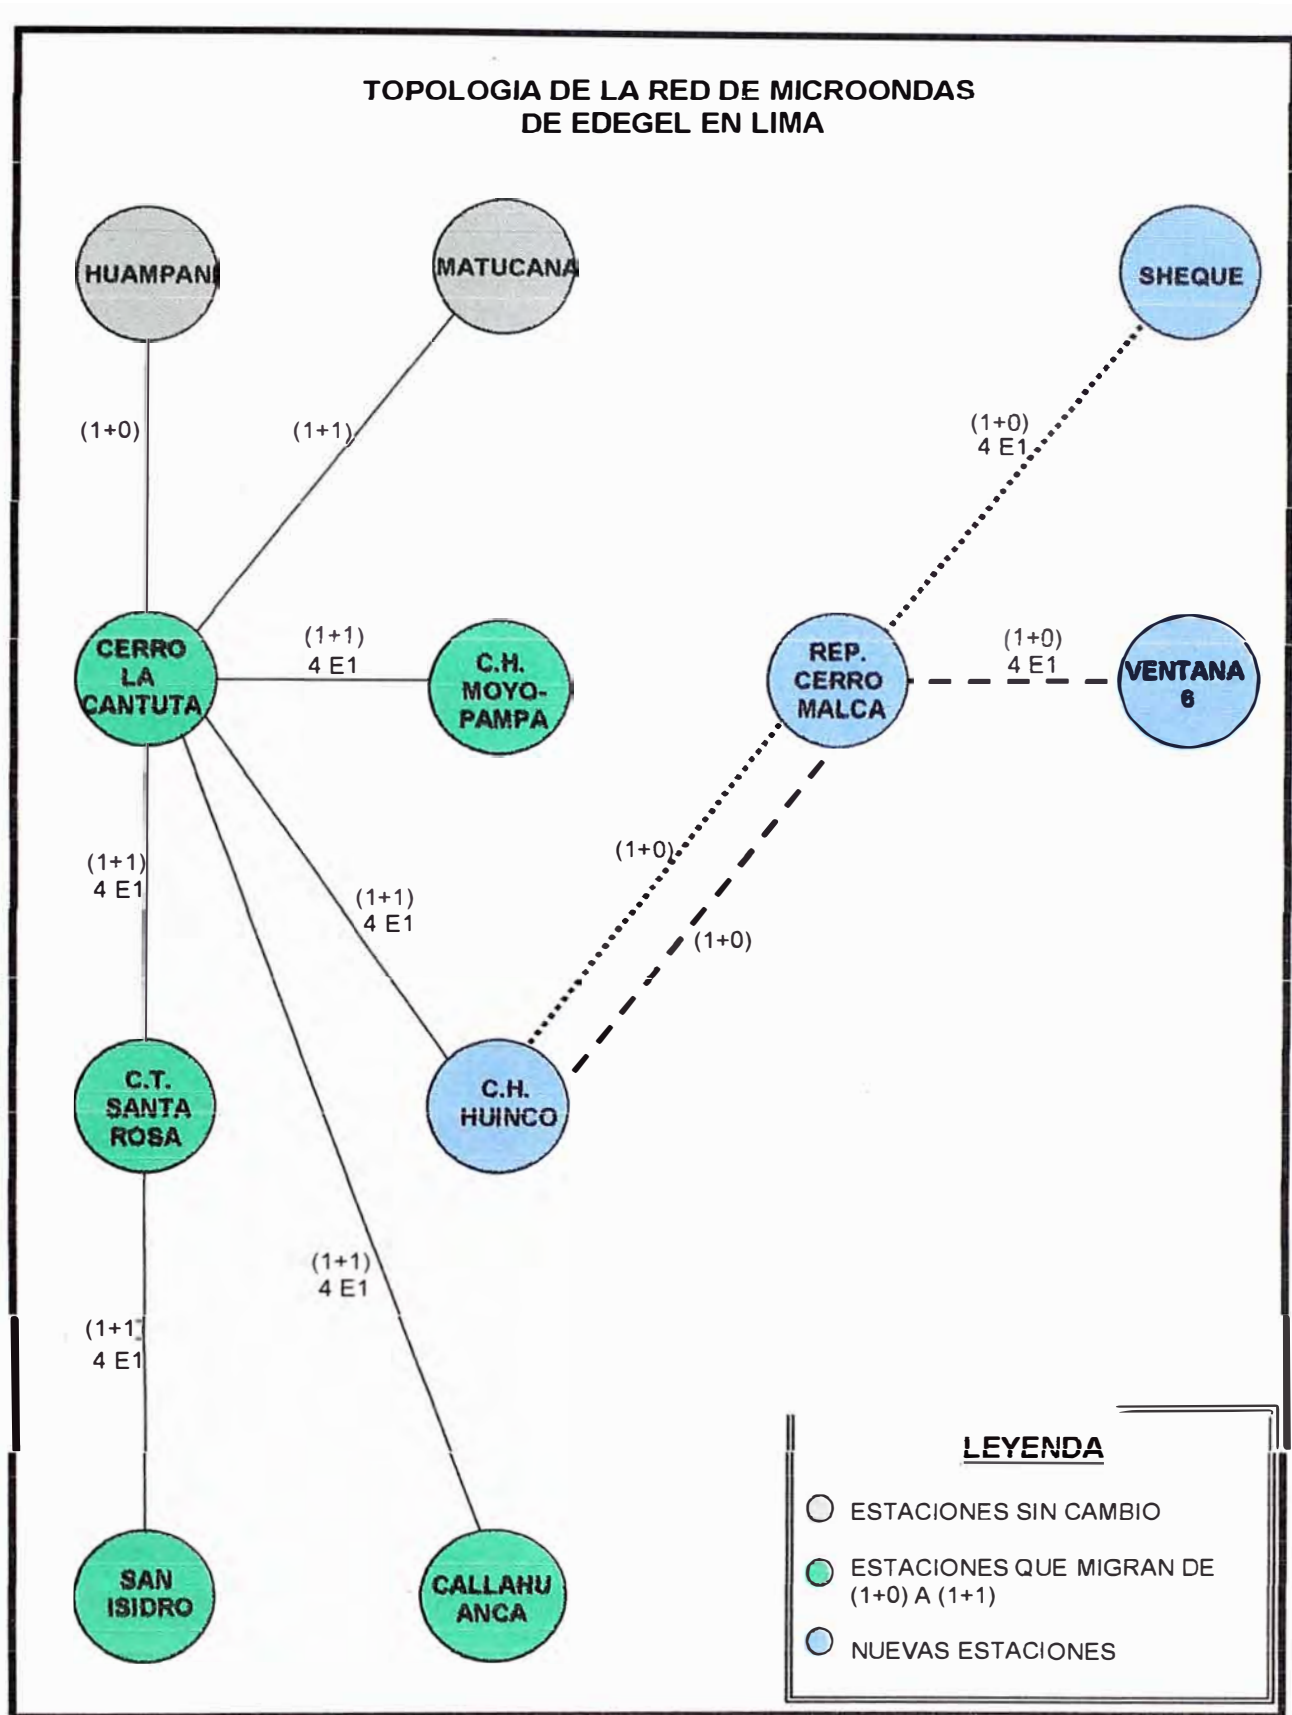 TOPOLOGIA DE LA RED DE MICROONDAS
DE EDEGEL EN LIMA
HUAMPANI
MATUCANA
SHEQUE
(1+0)
(1+1)
(1+0)
4 E1
CERRO
LA
CANTUTA
(1+1)
4 E1
C.H.
MOYO-
PAMPA
REP.
CERRO
MALCA
(1+0)
4 E1
VENTANA
6
(1+1)
4 E1
(1+1)
4 E1
(1+0)
(1+0)
C.T.
SANTA
ROSA
C.H.
HUINCO
(1+1)
4 E1
(1+1)
4 E1
SAN
ISIDRO
CALLAHU
ANCA
LEYENDA
ESTACIONES SIN CAMBIO
ESTACIONES QUE MIGRAN DE
(1+0) A (1+1)
NUEVAS ESTACIONES